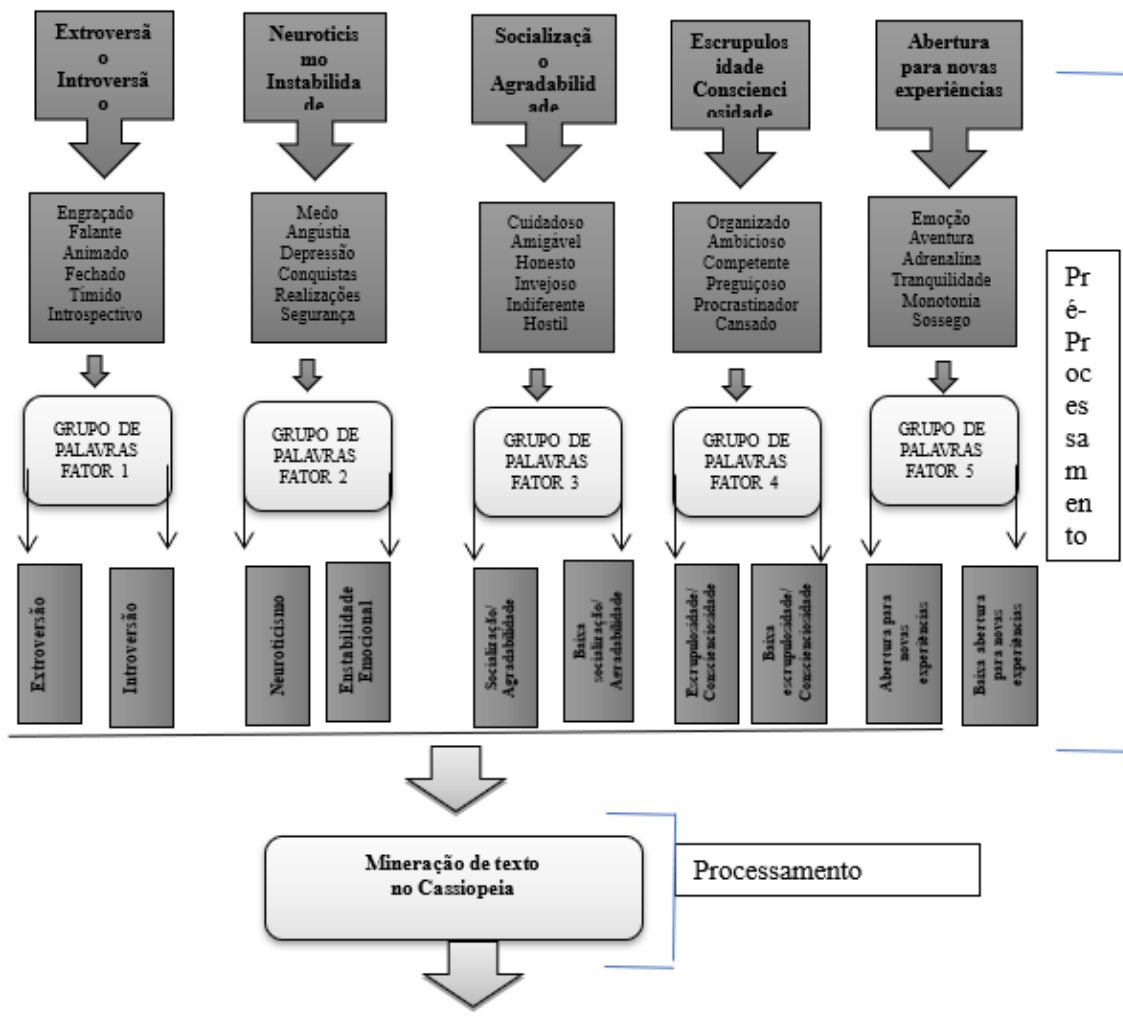 Extroversã
o
Introversã
o
Neurotici
smo
Instabilida
de
Socializaçã
o
Agradabilid
ade
Escrupulos
idade
Consciencia
osidade
Abertura
para novas
experiências
Engraçado
Falante
Animado
Fechado
Tímido
Introspectivo
Medo
Angústia
Depressão
Conquistas
Realizações
Segurança
Cuidadoso
Amigável
Honesto
Invejoso
Indiferente
Hostil
Organizado
Ambicioso
Competente
Preguiçoso
Procrastinador
Cansado
Emoção
Aventura
Adrenalina
Tranquilidade
Monotonia
Sossego
GRUPO DE
PALAVRAS
FATOR 1
GRUPO DE
PALAVRAS
FATOR 2
GRUPO DE
PALAVRAS
FATOR 3
GRUPO DE
PALAVRAS
FATOR 4
GRUPO DE
PALAVRAS
FATOR 5
Pr
é-
Pr
oc
es
sa
m
en
to
Extroversão
Introversão
Neuroticismo
Enstabilidade
Emocional
Socialização/
Agradabilidade
Baixa
socialização/
Agradabilidade
Escrupulosidade/
Conscienciosidade
Baixa
escrupulosidade/
Conscienciosidade
Abertura para
novas
experiências
Baixa abertura
para novas
experiências
Mineração de texto
no Cassiopeia
Processamento